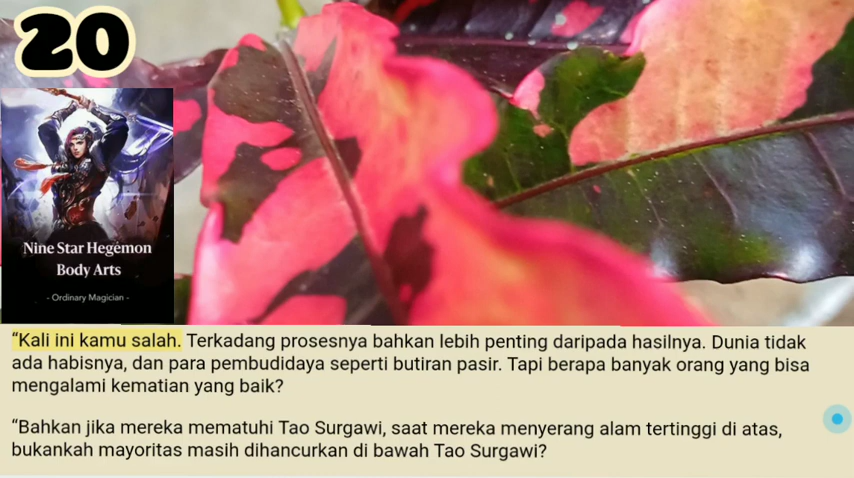 20
Nine Star Hegemon
Body Arts
- Ordinary Magician -
“Kali ini kamu salah. Terkadang prosesnya bahkan lebih penting daripada hasilnya. Dunia tidak
ada habisnya, dan para pembudidaya seperti butiran pasir. Tapi berapa banyak orang yang bisa
mengalami kematian yang baik?
“Bahkan jika mereka mematuhi Tao Surgawi, saat mereka menyerang alam tertinggi di atas,
bukankah mayoritas masih dihancurkan di bawah Tao Surgawi?